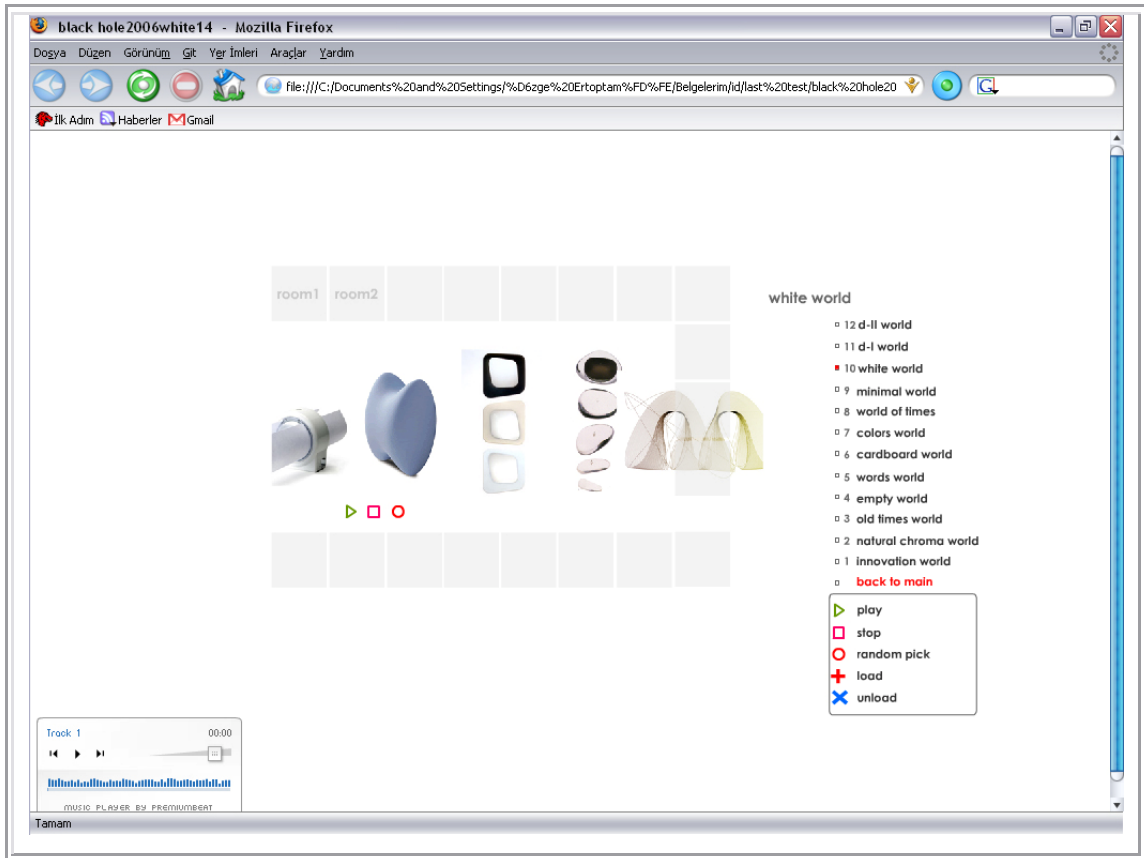 black hole2006white14 - Mozilla Firefox
Dosya Düzen Görünüm Git Yer İmleri Araçlar Yardım
file:///C:/Documents%20and%20Settings/%D6zge%20Ertoptam%FD%FE/Belgelerim/id/last%20test/black%20hole20
G
İlk Adım Haberler Gmail
room1 room2
white world
12 d-II world
11 d-I world
10 white world
9 minimal world
8 world of times
7 colors world
6 cardboard world
5 words world
4 empty world
3 old times world
2 natural chroma world
1 innovation world
back to main
play
stop
random pick
load
unload
Track 1 00:00
MUSIC PLAYER BY PREMIUMBEAT
Tamam